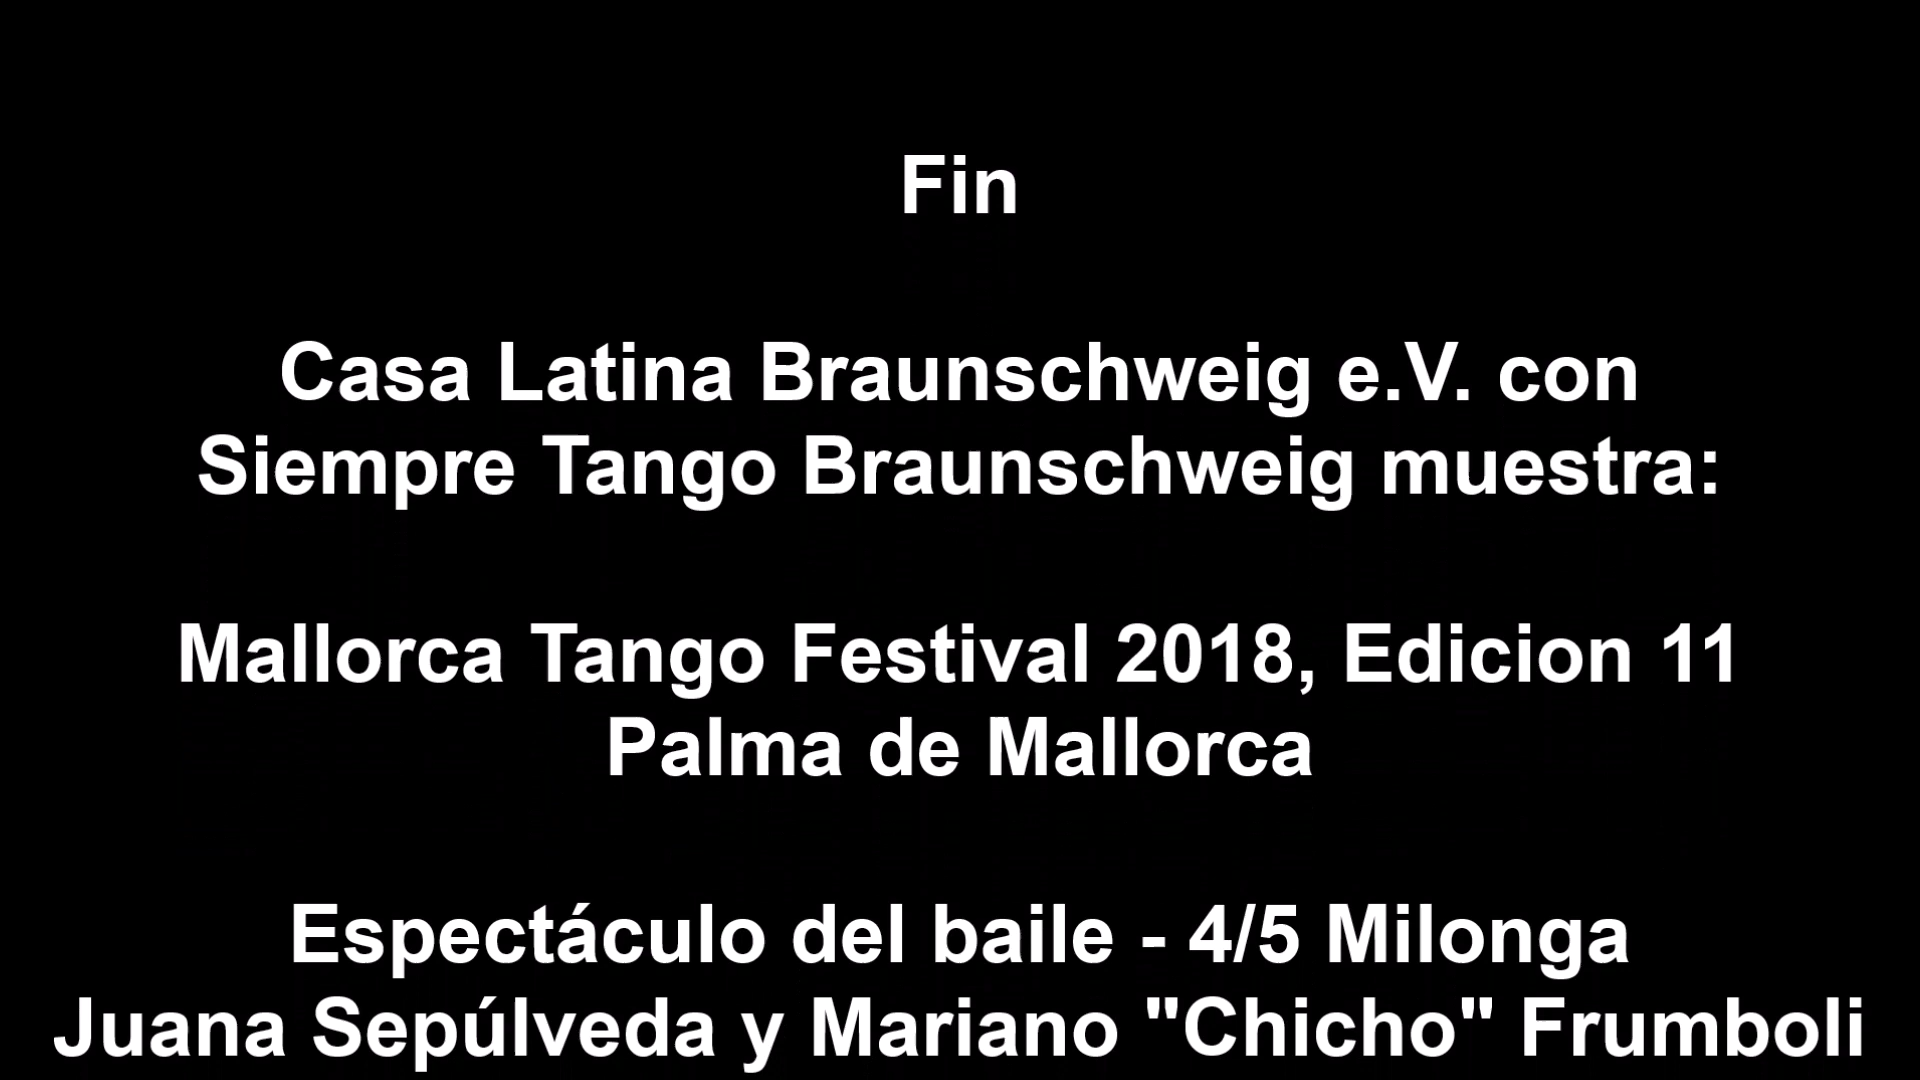 Fin
Casa Latina Braunschweig e.V. con
Siempre Tango Braunschweig muestra:
Mallorca Tango Festival 2018, Edicion 11
Palma de Mallorca
Espectáculo del baile - 4/5 Milonga
Juana Sepúlveda y Mariano "Chicho" Frumboli